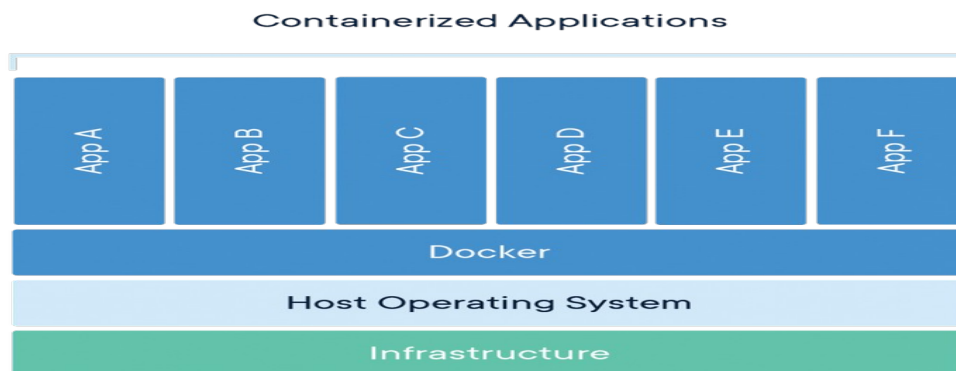 Containerized Applications
App A
App B
App C
App D
App E
App F
Docker
Host Operating System
Infrastructure